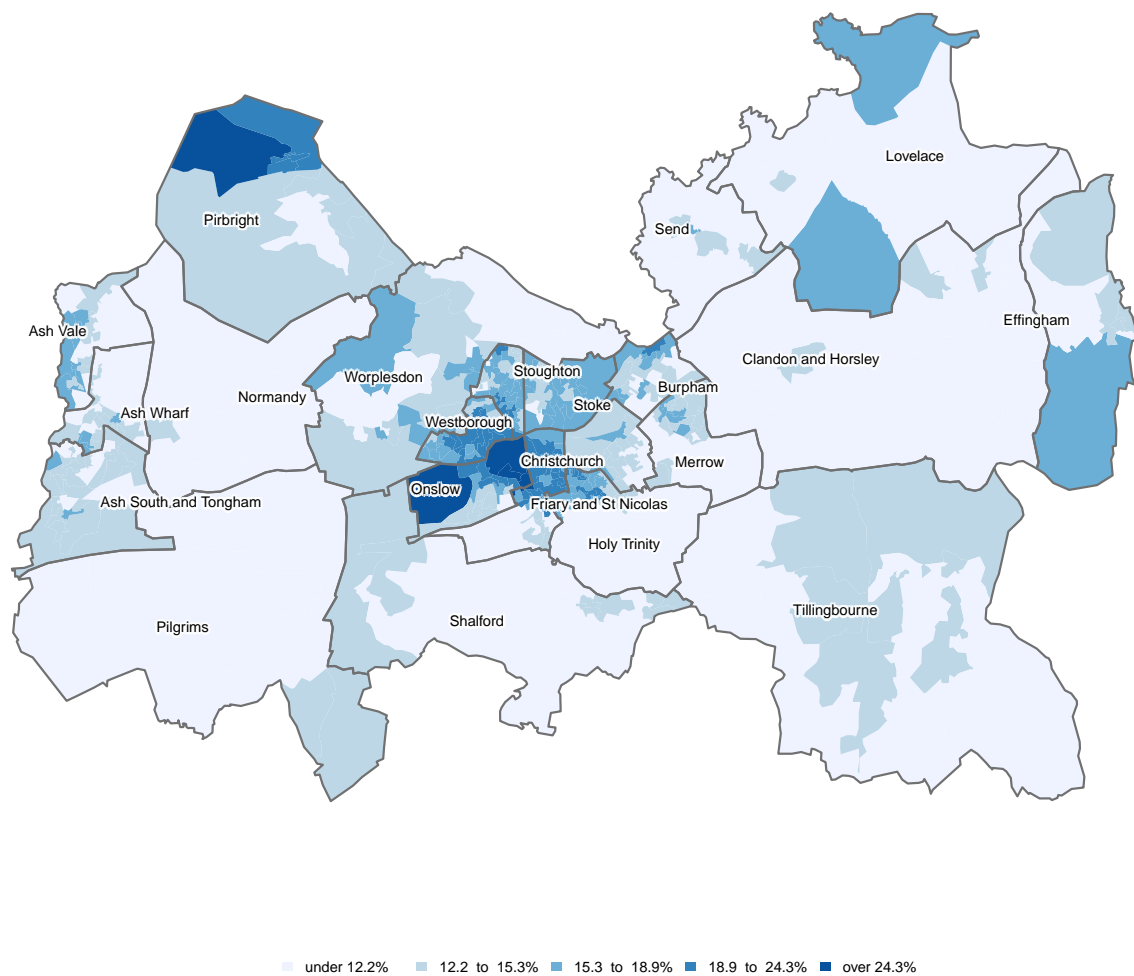 Lovelace
Pirbright
Send
Effingham
Ash Vale
Clandon and Horsley
Stoughton
Worplesdon
Burpham
Normandy
Stoke
Ash Wharf
Westborough
Christchurch
Merrow
Onslow
Ash South and Tongham
Friary and St Nicolas
Holy Trinity
Tillingbourne
Shalford
Pilgrims
under 12.2% 12.2 to 15.3% 15.3 to 18.9% 18.9 to 24.3% over 24.3%